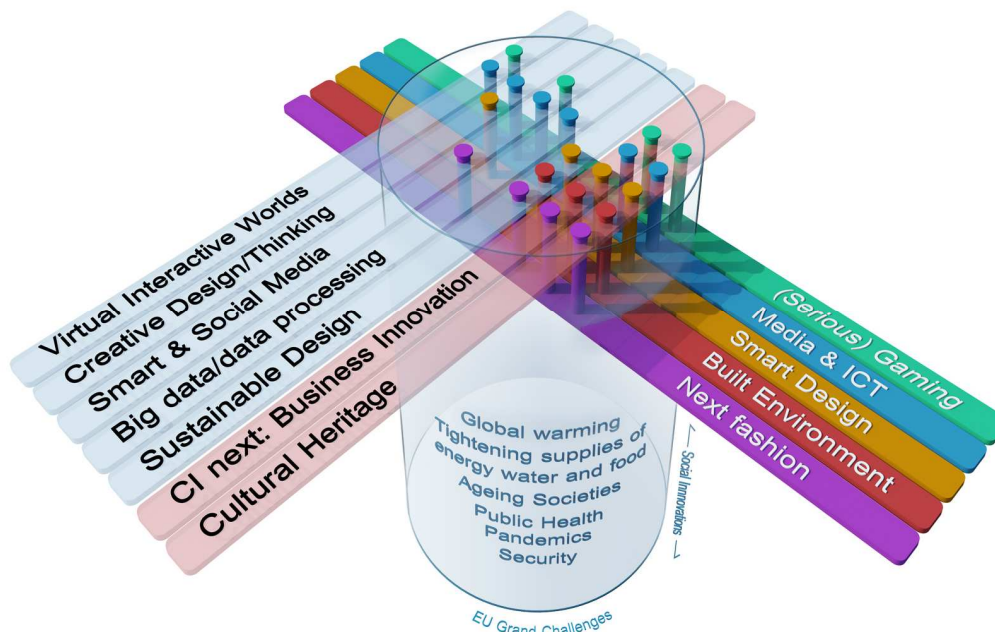 Virtual Interactive Worlds
Creative Design/Thinking
Smart & Social Media
Big data/data processing
Sustainable Design
CI next: Business Innovation
Cultural Heritage
(Serious) Gaming
Media & ICT
Smart Design
Built Environment
Next fashion
Global warming
Tightening supplies of
energy water and food
Ageing Societies
Public Health
Pandemics
Security
Social Innovations
EU Grand Challenges